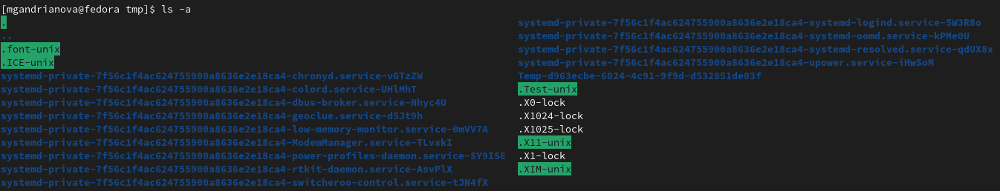 [mgandrianova@fedora tmp]$ ls -a
.
..
.font-unix
.ICE-unix
systemd-private-7f56c1f4ac624755900a8636e2e18ca4-chronyd.service-vGTzZW
systemd-private-7f56c1f4ac624755900a8636e2e18ca4-colord.service-UHlMhT
systemd-private-7f56c1f4ac624755900a8636e2e18ca4-dbus-broker.service-Nhyc4U
systemd-private-7f56c1f4ac624755900a8636e2e18ca4-geoclue.service-d5Jt9h
systemd-private-7f56c1f4ac624755900a8636e2e18ca4-low-memory-monitor.service-0mVV7A
systemd-private-7f56c1f4ac624755900a8636e2e18ca4-ModemManager.service-TLvskI
systemd-private-7f56c1f4ac624755900a8636e2e18ca4-power-profiles-daemon.service-SY9ISE
systemd-private-7f56c1f4ac624755900a8636e2e18ca4-rtkit-daemon.service-AsvPlX
systemd-private-7f56c1f4ac624755900a8636e2e18ca4-switcheroo-control.service-tJN4fX
systemd-private-7f56c1f4ac624755900a8636e2e18ca4-systemd-logind.service-5W3R8o
systemd-private-7f56c1f4ac624755900a8636e2e18ca4-systemd-oomd.service-kPMe0U
systemd-private-7f56c1f4ac624755900a8636e2e18ca4-systemd-resolved.service-qdUX8x
systemd-private-7f56c1f4ac624755900a8636e2e18ca4-upower.service-iHwSoM
Temp-d963ecbe-6024-4c91-9f9d-d532851de03f
.Test-unix
.X0-lock
.X1024-lock
.X1025-lock
.X11-unix
.X1-lock
.XIM-unix